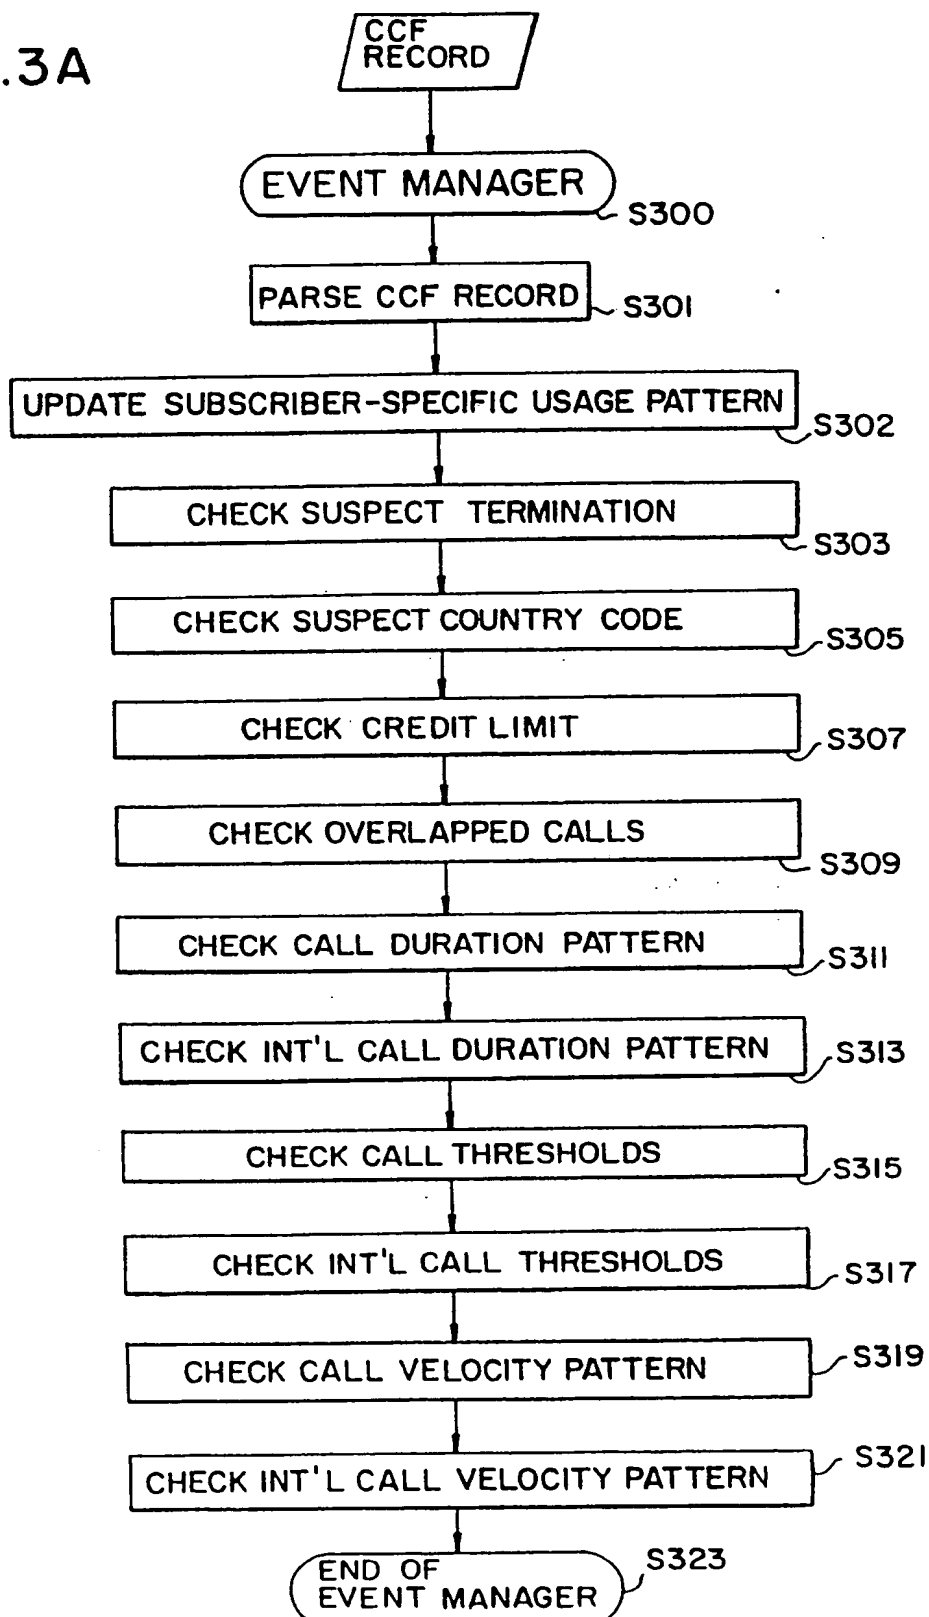 .3A
CCF
RECORD
EVENT MANAGER
S300
PARSE CCF RECORD
S301
UPDATE SUBSCRIBER-SPECIFIC USAGE PATTERN
S302
CHECK SUSPECT TERMINATION
S303
CHECK SUSPECT COUNTRY CODE
S305
CHECK CREDIT LIMIT
S307
CHECK OVERLAPPED CALLS
S309
CHECK CALL DURATION PATTERN
S311
CHECK INT'L CALL DURATION PATTERN
S313
CHECK CALL THRESHOLDS
S315
CHECK INT'L CALL THRESHOLDS
S317
CHECK CALL VELOCITY PATTERN
S319
CHECK INT'L CALL VELOCITY PATTERN
S321
END OF
EVENT MANAGER
S323